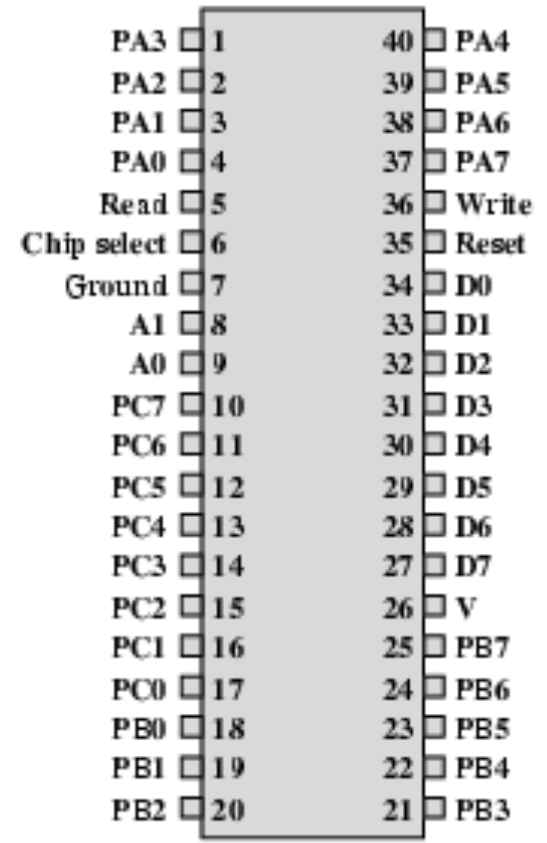 PA3 1 40 PA4
PA2 2 39 PA5
PA1 3 38 PA6
PA0 4 37 PA7
Read 5 36 Write
Chip select 6 35 Reset
Ground 7 34 D0
A1 8 33 D1
A0 9 32 D2
PC7 10 31 D3
PC6 11 30 D4
PC5 12 29 D5
PC4 13 28 D6
PC3 14 27 D7
PC2 15 26 V
PC1 16 25 PB7
PC0 17 24 PB6
PB0 18 23 PB5
PB1 19 22 PB4
PB2 20 21 PB3